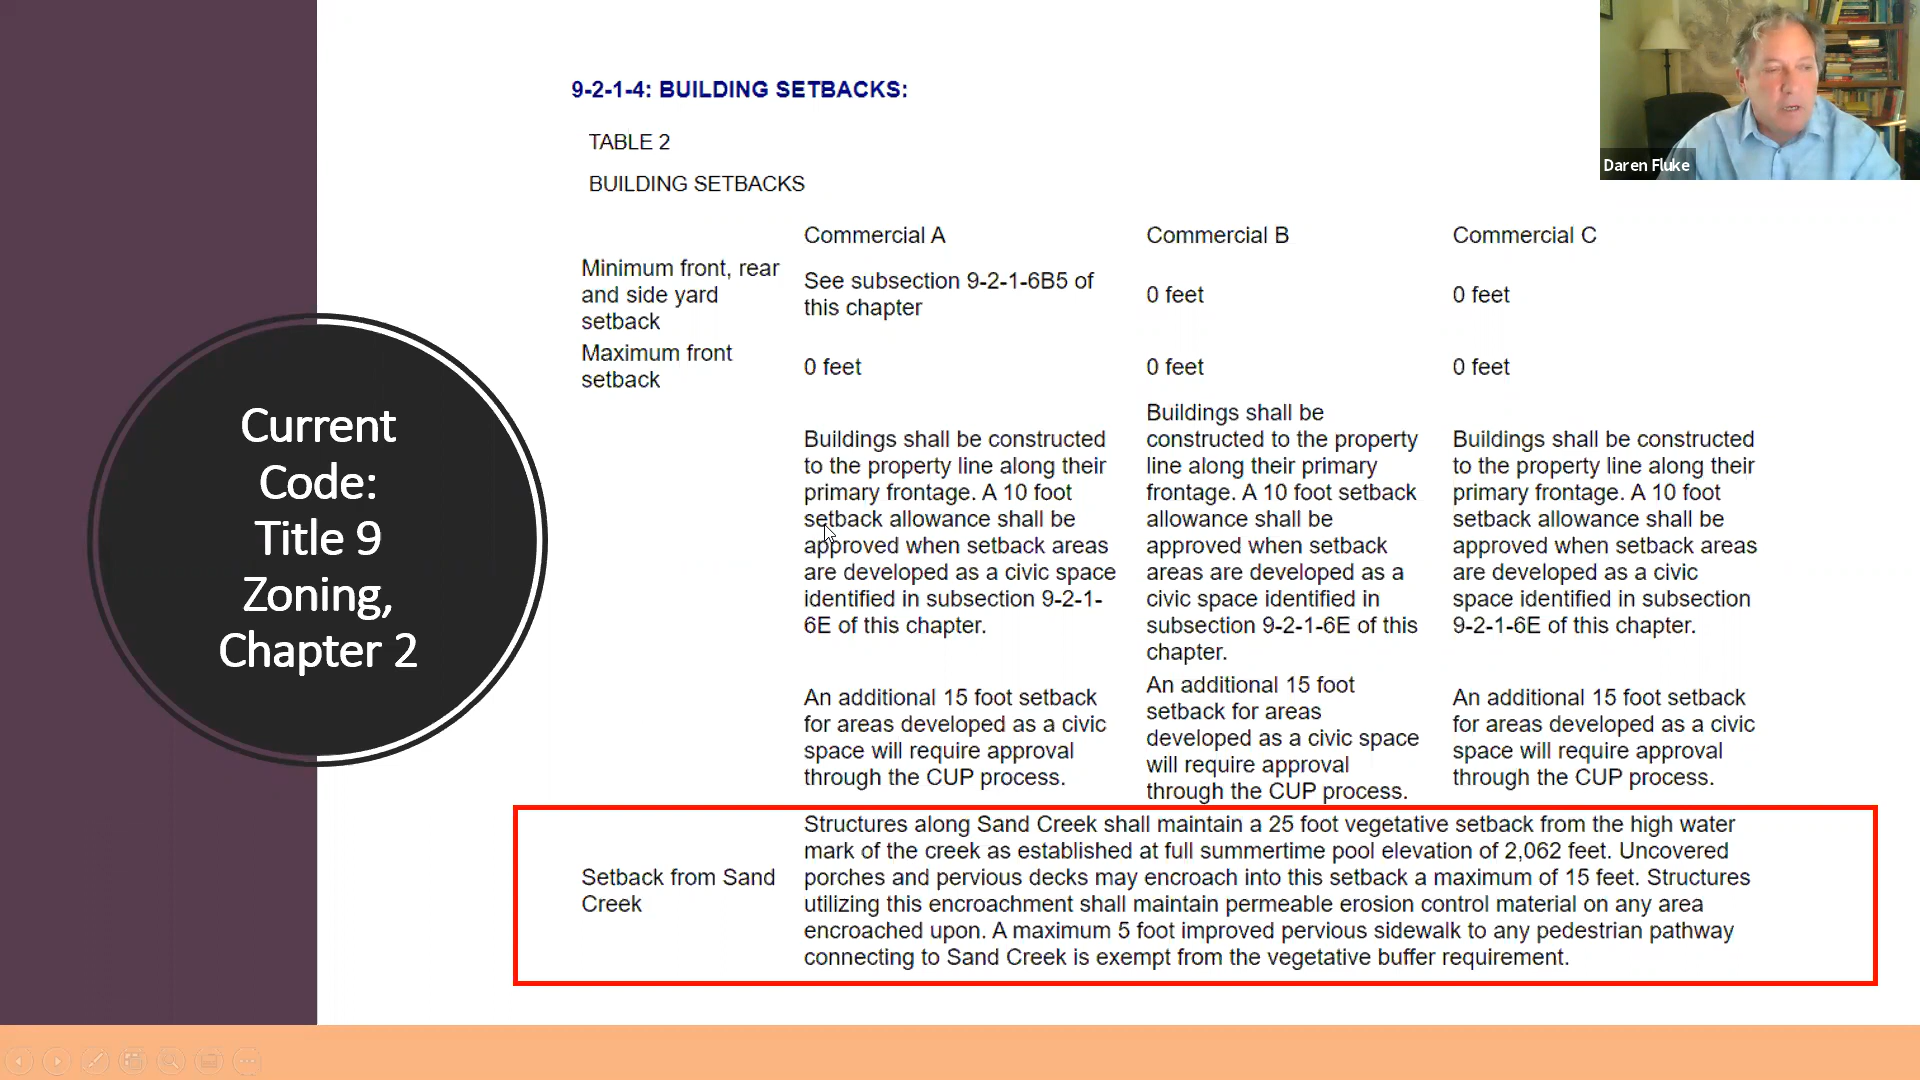 9-2-1-4: BUILDING SETBACKS:
TABLE 2
BUILDING SETBACKS
Daren Fluke
Current
Code:
Title 9
Zoning,
Chapter 2
Commercial A
Commercial B
Commercial C
Minimum front, rear
and side yard
setback
See subsection 9-2-1-6B5 of
this chapter
0 feet
0 feet
Maximum front
setback
0 feet
0 feet
0 feet
Buildings shall be constructed
to the property line along their
primary frontage. A 10 foot
setback allowance shall be
approved when setback areas
are developed as a civic space
identified in subsection 9-2-1-
6E of this chapter.
Buildings shall be
constructed to the property
line along their primary
frontage. A 10 foot setback
allowance shall be
approved when setback
areas are developed as a
civic space identified in
subsection 9-2-1-6E of this
chapter.
Buildings shall be constructed
to the property line along their
primary frontage. A 10 foot
setback allowance shall be
approved when setback areas
are developed as a civic
space identified in subsection
9-2-1-6E of this chapter.
An additional 15 foot setback
for areas developed as a civic
space will require approval
through the CUP process.
An additional 15 foot
setback for areas
developed as a civic space
will require approval
through the CUP process.
An additional 15 foot setback
for areas developed as a civic
space will require approval
through the CUP process.
Setback from Sand
Creek
Structures along Sand Creek shall maintain a 25 foot vegetative setback from the high water
mark of the creek as established at full summertime pool elevation of 2,062 feet. Uncovered
porches and pervious decks may encroach into this setback a maximum of 15 feet. Structures
utilizing this encroachment shall maintain permeable erosion control material on any area
encroached upon. A maximum 5 foot improved pervious sidewalk to any pedestrian pathway
connecting to Sand Creek is exempt from the vegetative buffer requirement.